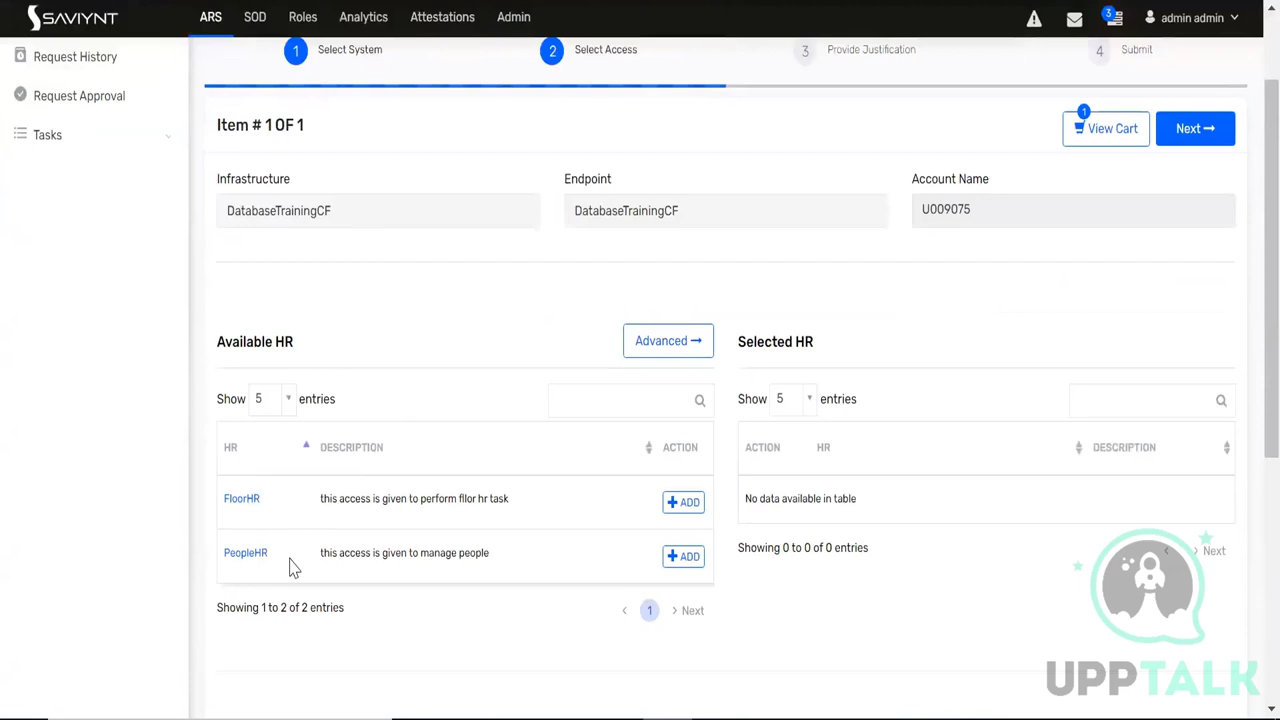 SAVIYNT
ARS SOD Roles Analytics Attestations Admin
3 admin admin
Request History
Request Approval
Tasks
1 Select System
2 Select Access
3 Provide Justification
4 Submit
Item # 1 OF 1
1 View Cart
Next
Infrastructure
DatabaseTrainingCF
Endpoint
DatabaseTrainingCF
Account Name
U009075
Available HR
Advanced
Show 5 entries
HR DESCRIPTION ACTION
FloorHR this access is given to perform fllor hr task ADD
PeopleHR this access is given to manage people ADD
Showing 1 to 2 of 2 entries
1 Next
Selected HR
Show 5 entries
ACTION HR DESCRIPTION
No data available in table
Showing 0 to 0 of 0 entries
Next
UPPTALK